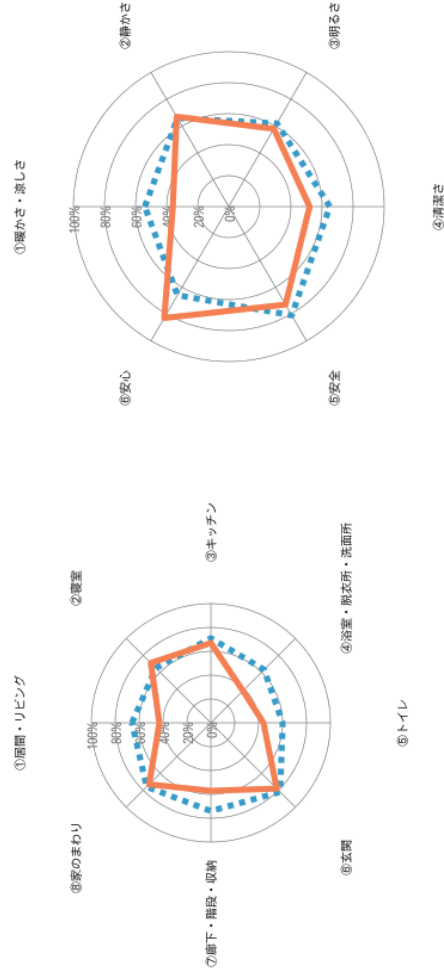 ①暖かさ・涼しさ
②静かさ
③明るさ
④清潔さ
⑤安全
⑥安心
100%
80%
60%
40%
20%
0%
①居間・リビング
②寝室
③キッチン
④浴室・脱衣所・洗面所
⑤トイレ
⑥玄関
⑦廊下・階段・収納
⑧家のまわり
100%
80%
60%
40%
20%
0%